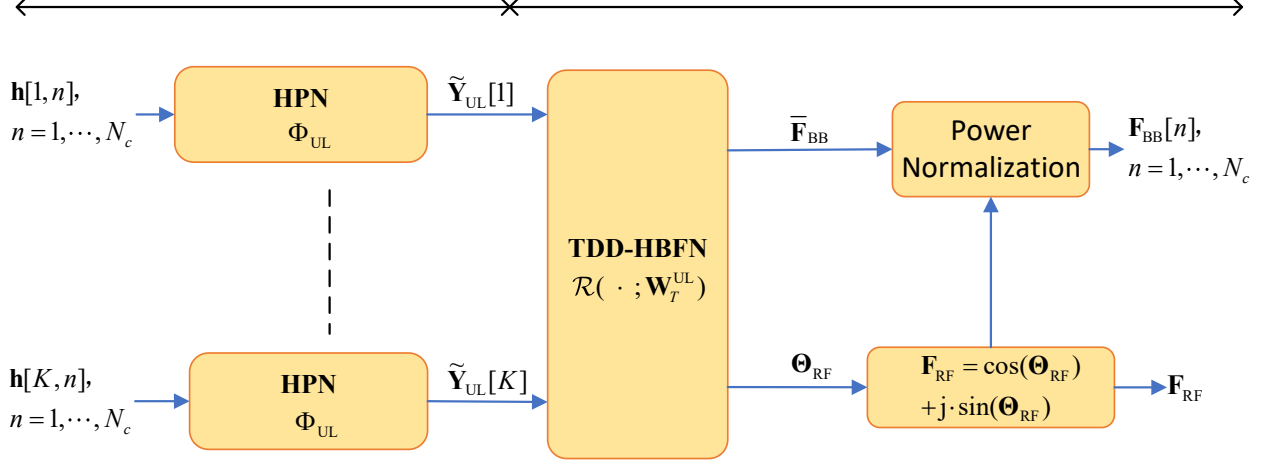 𝐡[1, n],
n = 1,⋯, N_c
HPN
Φ_UL
Ỹ_UL[1]
𝐡[K, n],
n = 1,⋯, N_c
HPN
Φ_UL
Ỹ_UL[K]
TDD-HBFN
ℛ( · ; W_T^UL)
F̅_BB
Power
Normalization
F_BB[n],
n = 1,⋯, N_c
Θ_RF
F_RF = cos(Θ_RF)
+j·sin(Θ_RF)
F_RF